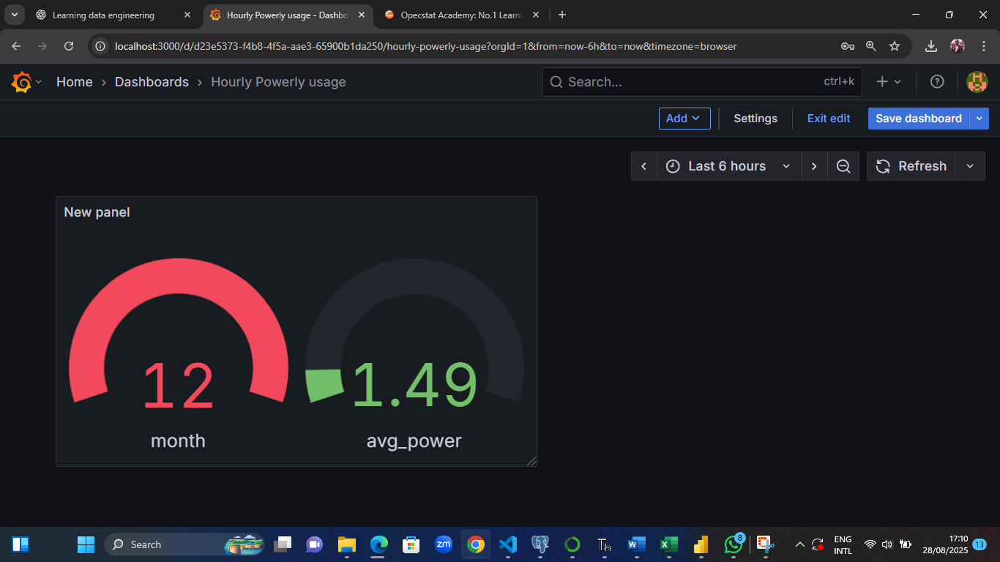 Learning data engineering
Hourly Powerly usage - Dashbo
Opecstat Academy: No.1 Learni
localhost:3000/d/d23e5373-f4b8-4f5a-aae3-65900b1da250/hourly-powerly-usage?orgId=1&from=now-6h&to=now&timezone=browser
Home › Dashboards › Hourly Powerly usage
Search...
ctrl+k
Add
Settings
Exit edit
Save dashboard
Last 6 hours
Refresh
New panel
12
month
1.49
avg_power
Search
zm
Th
8
ENG
INTL
17:10
28/08/2025
13